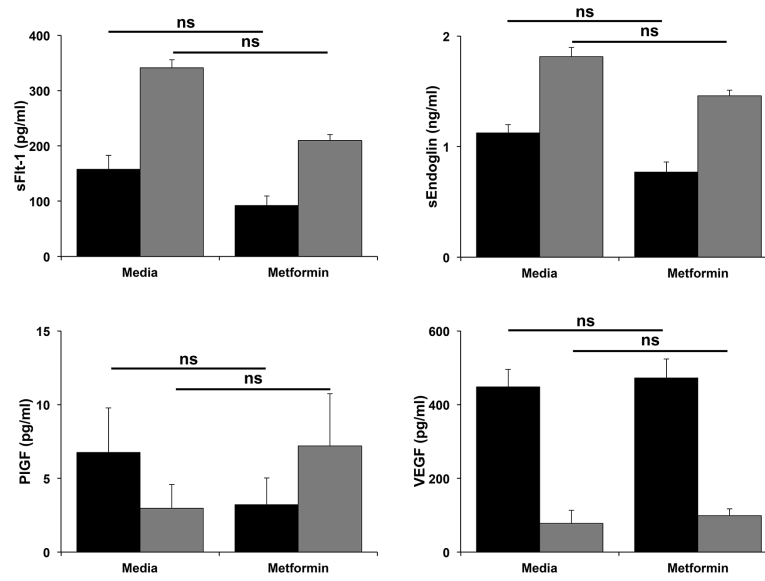 ns
ns
400
300
200
100
0
sFlt-1 (pg/ml)
Media Metformin
ns
ns
2
1
0
sEndoglin (ng/ml)
Media Metformin
ns
ns
15
10
5
0
PlGF (pg/ml)
Media Metformin
ns
ns
600
400
200
0
VEGF (pg/ml)
Media Metformin